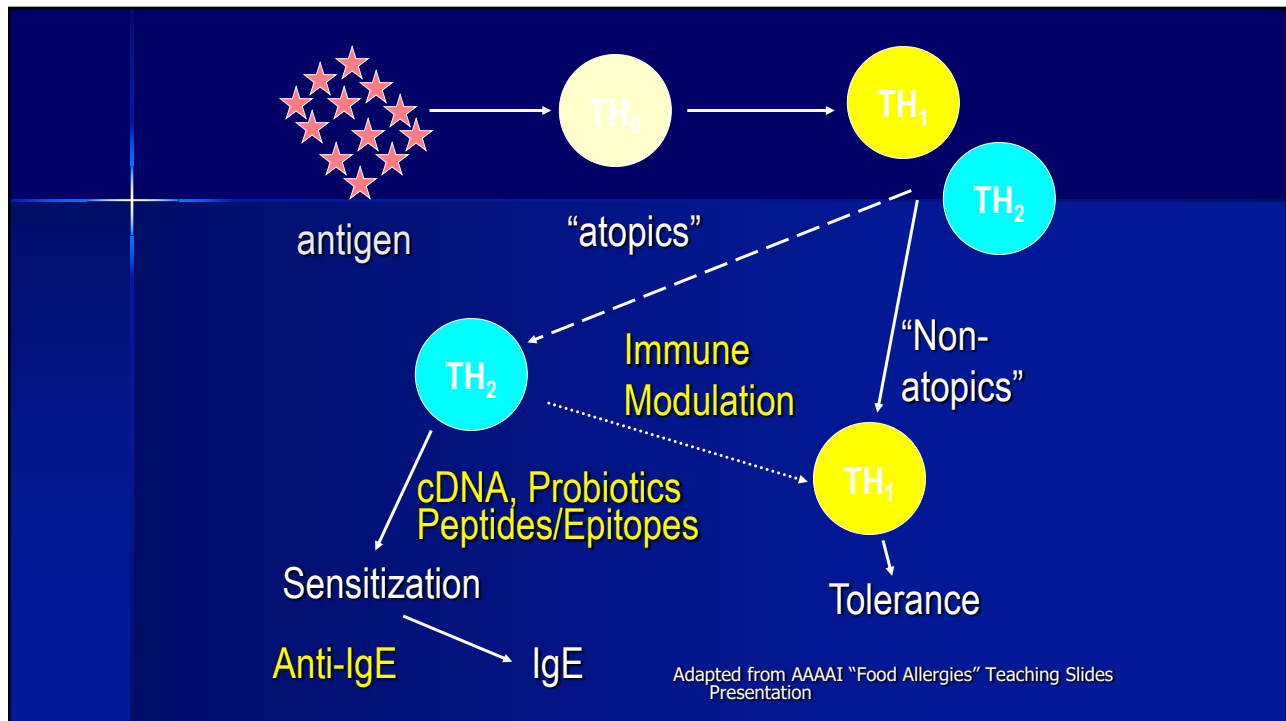 TH₀
TH₁
TH₂
antigen
“atopics”
“Non-
atopics”
TH₂
Immune
Modulation
TH₁
cDNA, Probiotics
Peptides/Epitopes
Sensitization
Tolerance
Anti-IgE
IgE
Adapted from AAAAI “Food Allergies” Teaching Slides
Presentation